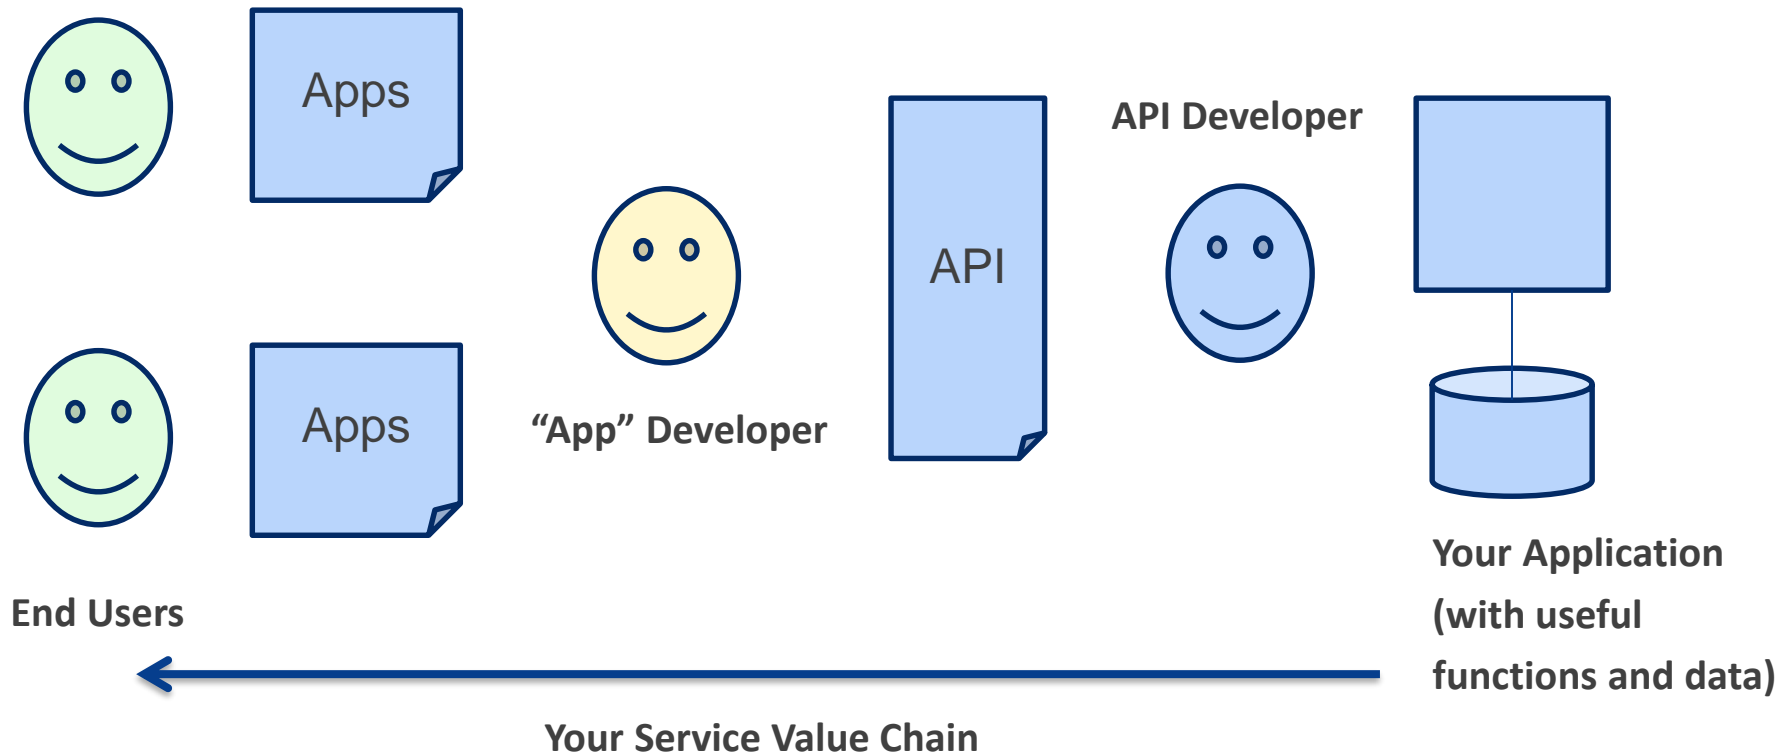 Apps
API Developer
API
Apps
“App” Developer
Your Application
(with useful
functions and data)
End Users
Your Service Value Chain